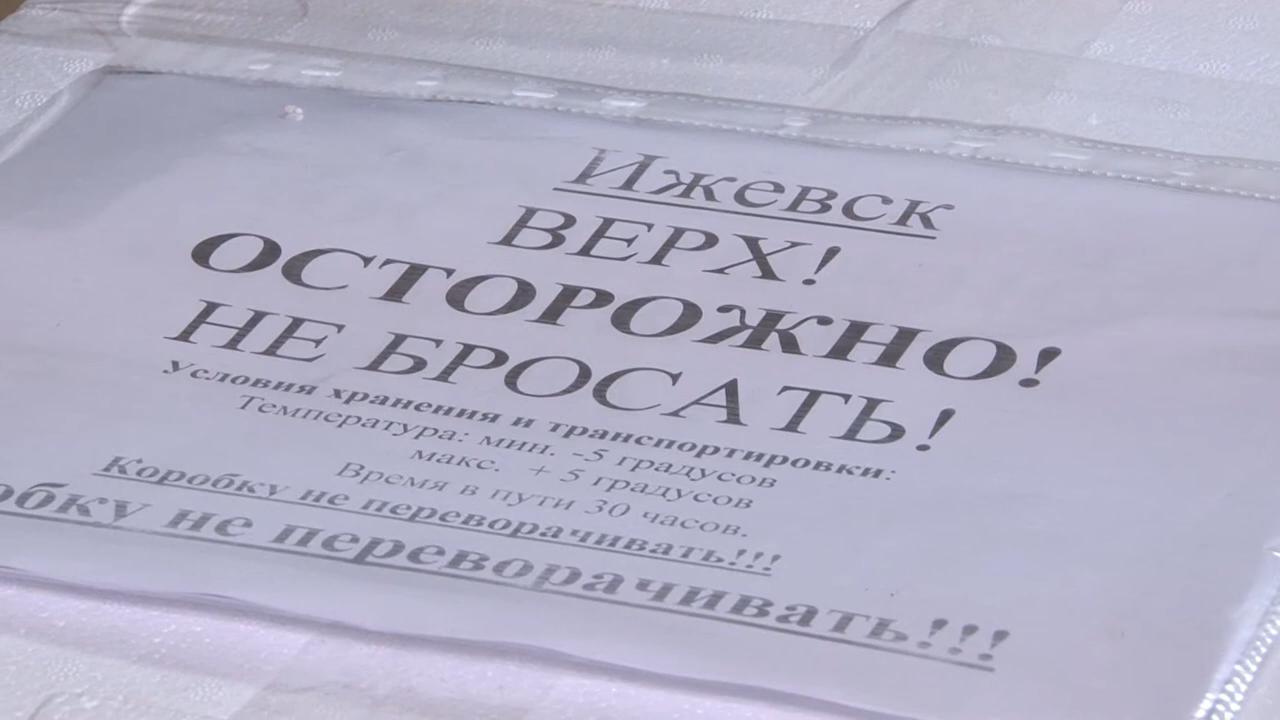 Ижевск
ВЕРХ!
ОСТОРОЖНО!
НЕ БРОСАТЬ!
Условия хранения и транспортировки:
Температура: мин. -5 градусов
макс. + 5 градусов
Время в пути 30 часов.
Коробку не переворачивать!!!
обку не переворачивать!!!